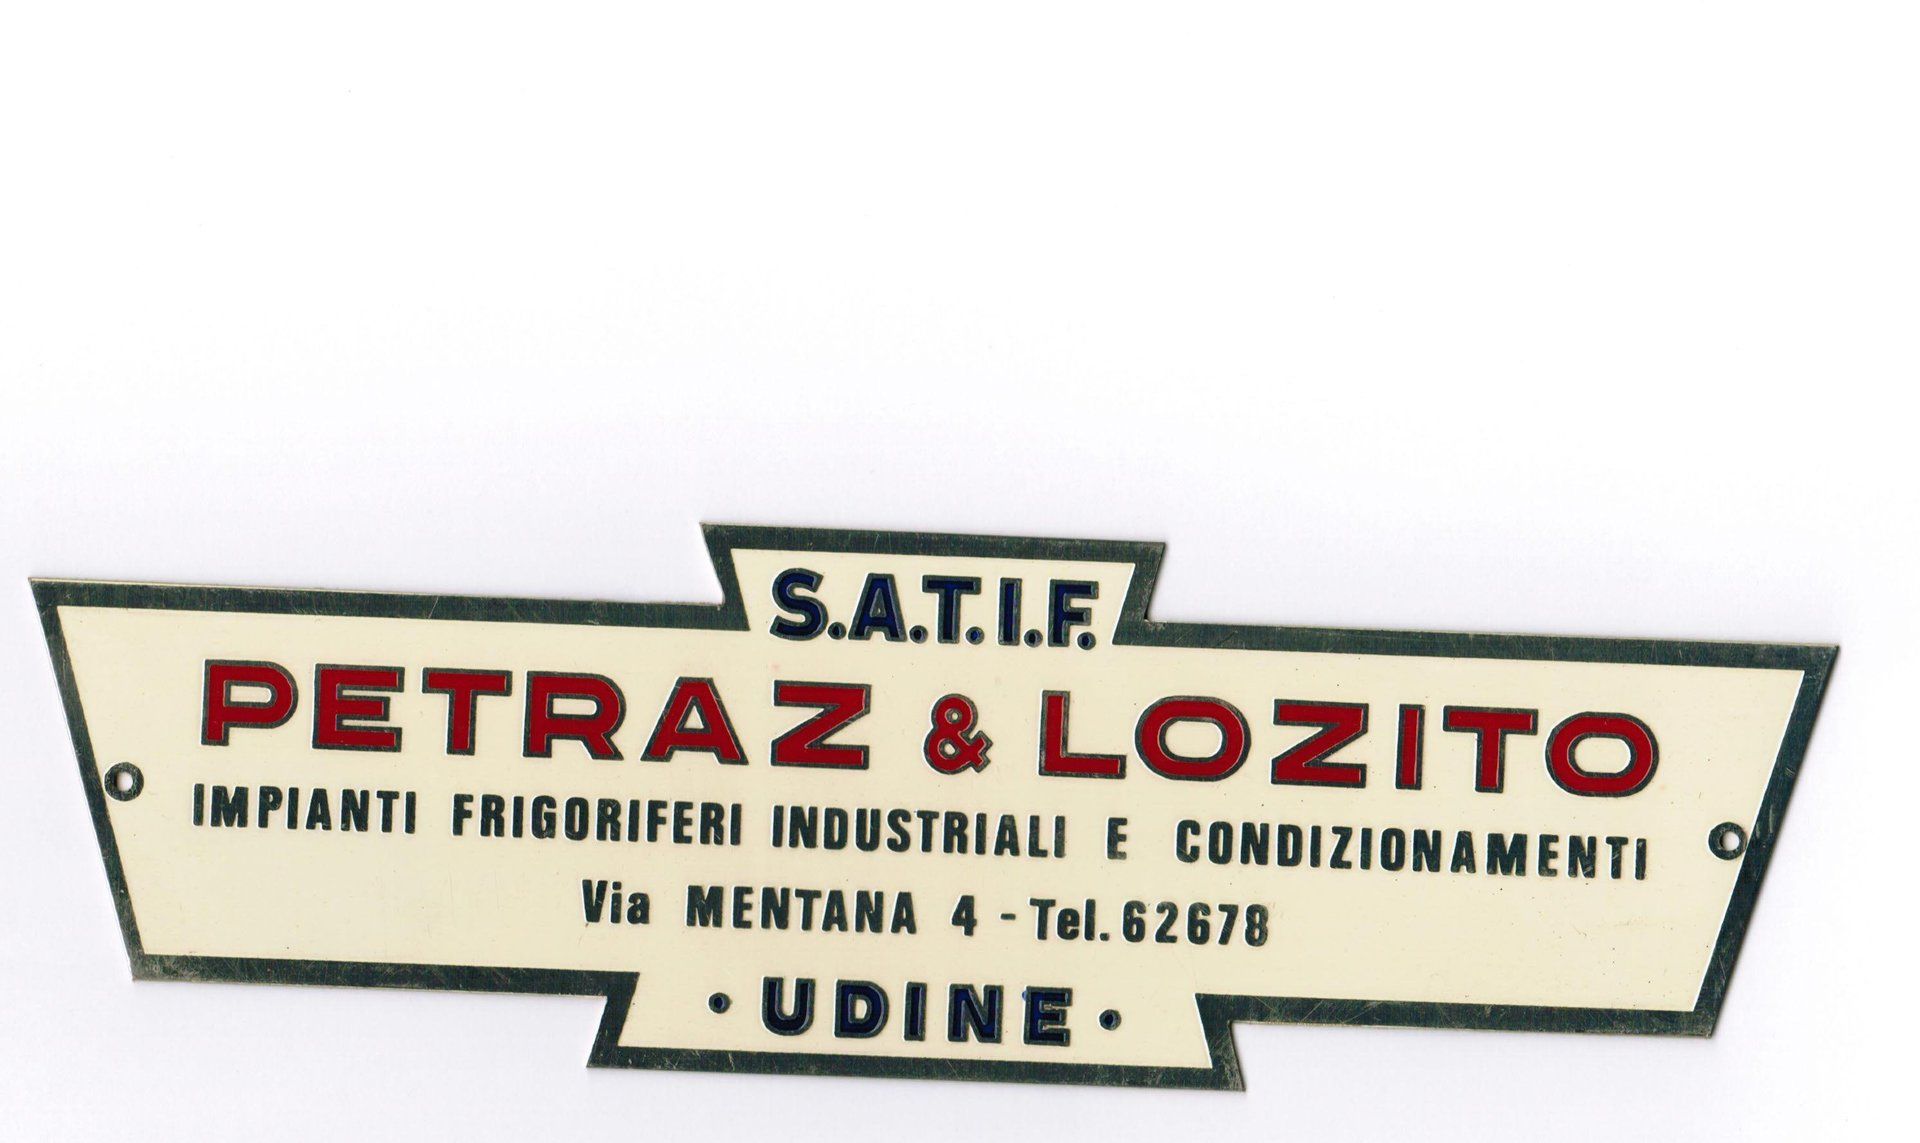 S.A.T.I.F.
PETRAZ & LOZITO
IMPIANTI FRIGORIFERI INDUSTRIALI E CONDIZIONAMENTI
Via MENTANA 4 - Tel. 62678
· UDINE ·